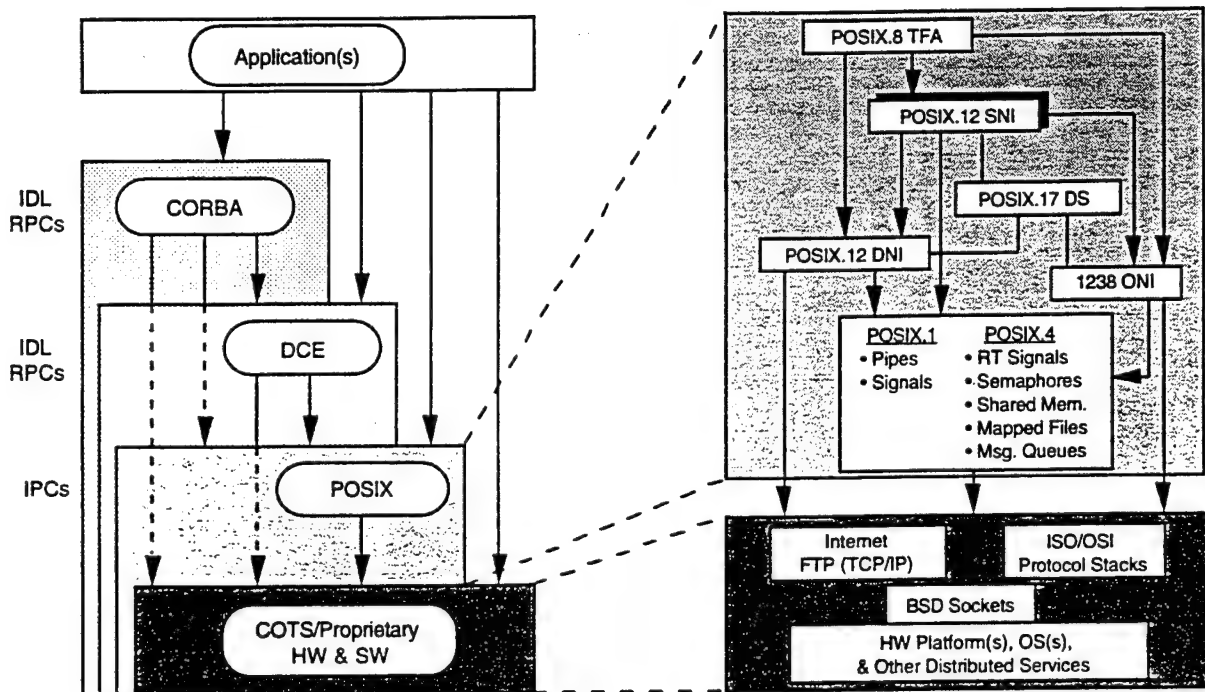 Application(s)
IDL
RPCs
CORBA
IDL
RPCs
DCE
IPCs
POSIX
COTS/Proprietary
HW & SW
POSIX.8 TFA
POSIX.12 SNI
POSIX.17 DS
POSIX.12 DNI
1238 ONI
POSIX.1
• Pipes
• Signals
POSIX.4
• RT Signals
• Semaphores
• Shared Mem.
• Mapped Files
• Msg. Queues
Internet
FTP (TCP/IP)
ISO/OSI
Protocol Stacks
BSD Sockets
HW Platform(s), OS(s),
& Other Distributed Services